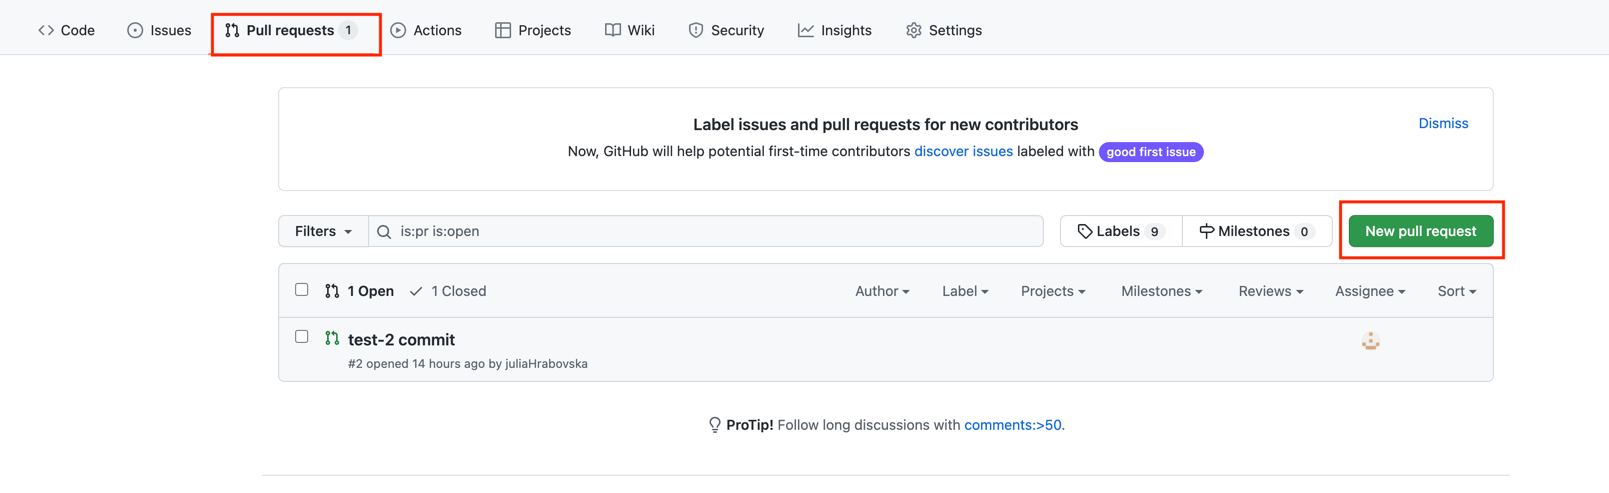 Code Issues Pull requests 1 Actions Projects Wiki Security Insights Settings
Label issues and pull requests for new contributors
Dismiss
Now, GitHub will help potential first-time contributors discover issues labeled with good first issue
Filters is:pr is:open Labels 9 Milestones 0 New pull request
1 Open 1 Closed Author Label Projects Milestones Reviews Assignee Sort
test-2 commit
#2 opened 14 hours ago by juliaHrabovska
ProTip! Follow long discussions with comments:>50.